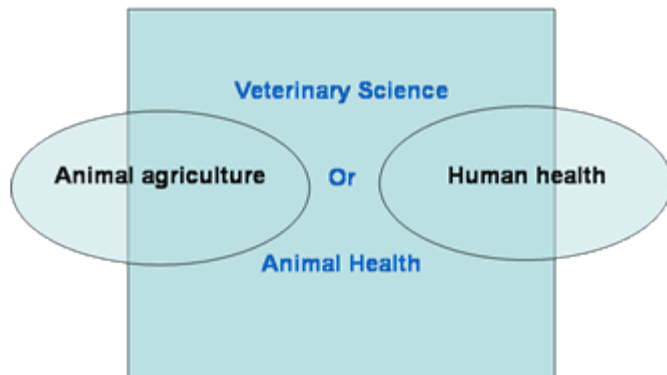 Veterinary Science
Animal agriculture
Or
Human health
Animal Health